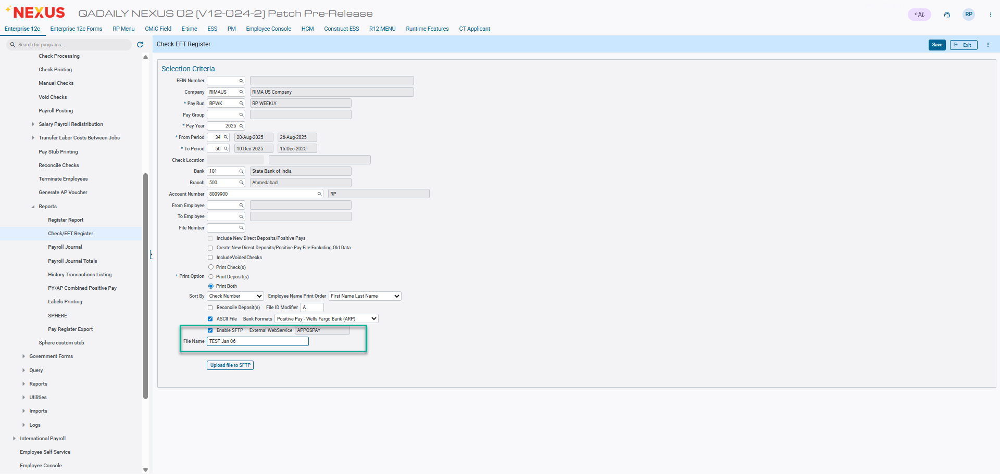 NEXUS QADAILY NEXUS 02 (V12-024-2) Patch Pre-Release AI RP
Enterprise 12c Enterprise 12c Forms RP Menu CMiC Field E-time ESS PM Employee Console HCM Construct ESS R12 MENU Runtime Features CT Applicant
Search for programs...
Check Processing
Check Printing
Manual Checks
Void Checks
Payroll Posting
Salary Payroll Redistribution
Transfer Labor Costs Between Jobs
Pay Stub Printing
Reconcile Checks
Terminate Employees
Generate AP Voucher
Reports
Register Report
Check/EFT Register
Payroll Journal
Payroll Journal Totals
History Transactions Listing
PY/AP Combined Positive Pay
Labels Printing
SPHERE
Pay Register Export
Sphere custom stub
Government Forms
Query
Reports
Utilities
Imports
Logs
International Payroll
Employee Self Service
Employee Console
Check EFT Register Save Exit
Selection Criteria
FEIN Number
Company RIMAUS RIMA US Company
* Pay Run RPWK RP WEEKLY
Pay Group
* Pay Year 2025
* From Period 34 20-Aug-2025 26-Aug-2025
* To Period 50 10-Dec-2025 16-Dec-2025
Check Location
Bank 101 State Bank of India
Branch 500 Ahmedabad
Account Number 8009900 RP
From Employee
To Employee
File Number
Include New Direct Deposits/Positive Pays
Create New Direct Deposits/Positive Pay File Excluding Old Data
IncludeVoidedChecks
Print Check(s)
* Print Option Print Deposit(s)
Print Both
Sort By Check Number Employee Name Print Order First Name Last Name
Reconcile Deposit(s) File ID Modifier A
ASCII File Bank Formats Positive Pay - Wells Fargo Bank (ARP)
Enable SFTP External WebService APPOSPAY
File Name TEST Jan 06
Upload file to SFTP